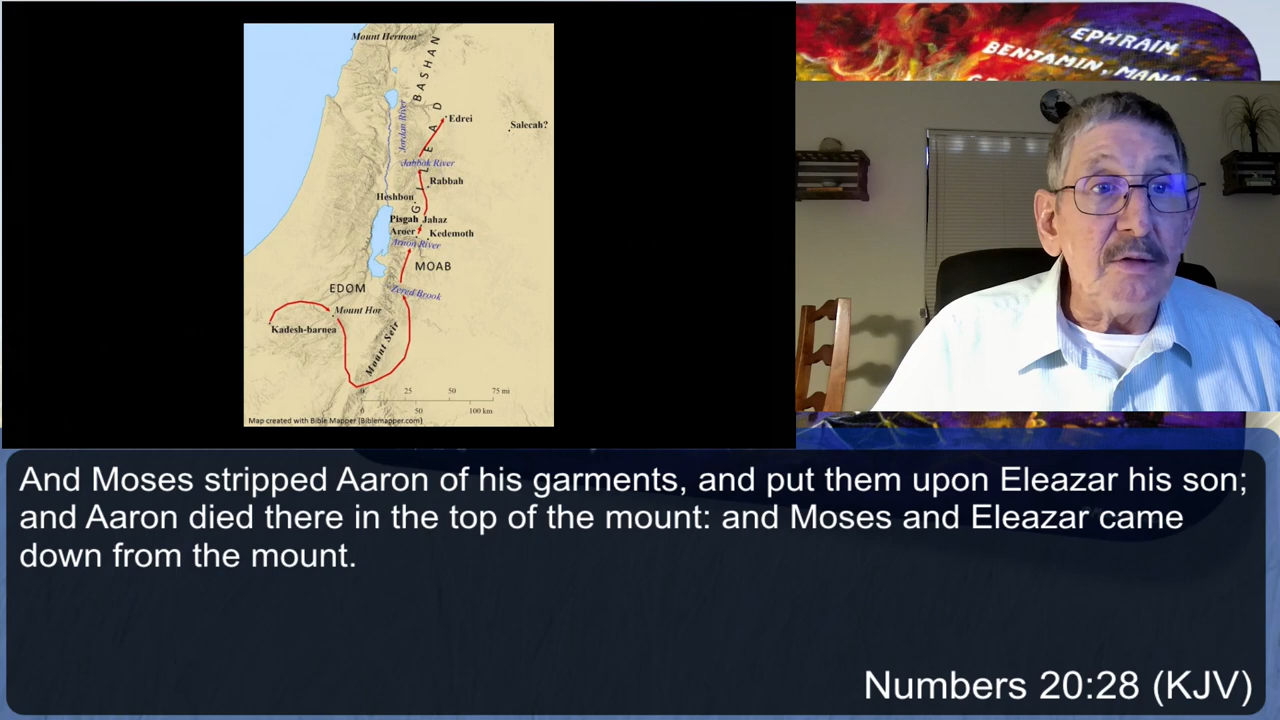 Mount Hermon
BASHAN
Jordan River
GILEAD
Edrei
Salecah?
Jabbok River
Rabbah
Heshbon
Pisgah
Jahaz
Aroer
Kedemoth
Arnon River
MOAB
EDOM
Zered Brook
Mount Hor
Kadesh-barnea
Mount Seir
0 25 50 75 mi
0 50 100 km
Map created with Bible Mapper (Biblemapper.com)
EPHRAIM
BENJAMIN, MANAS
And Moses stripped Aaron of his garments, and put them upon Eleazar his son;
and Aaron died there in the top of the mount: and Moses and Eleazar came
down from the mount.
Numbers 20:28 (KJV)